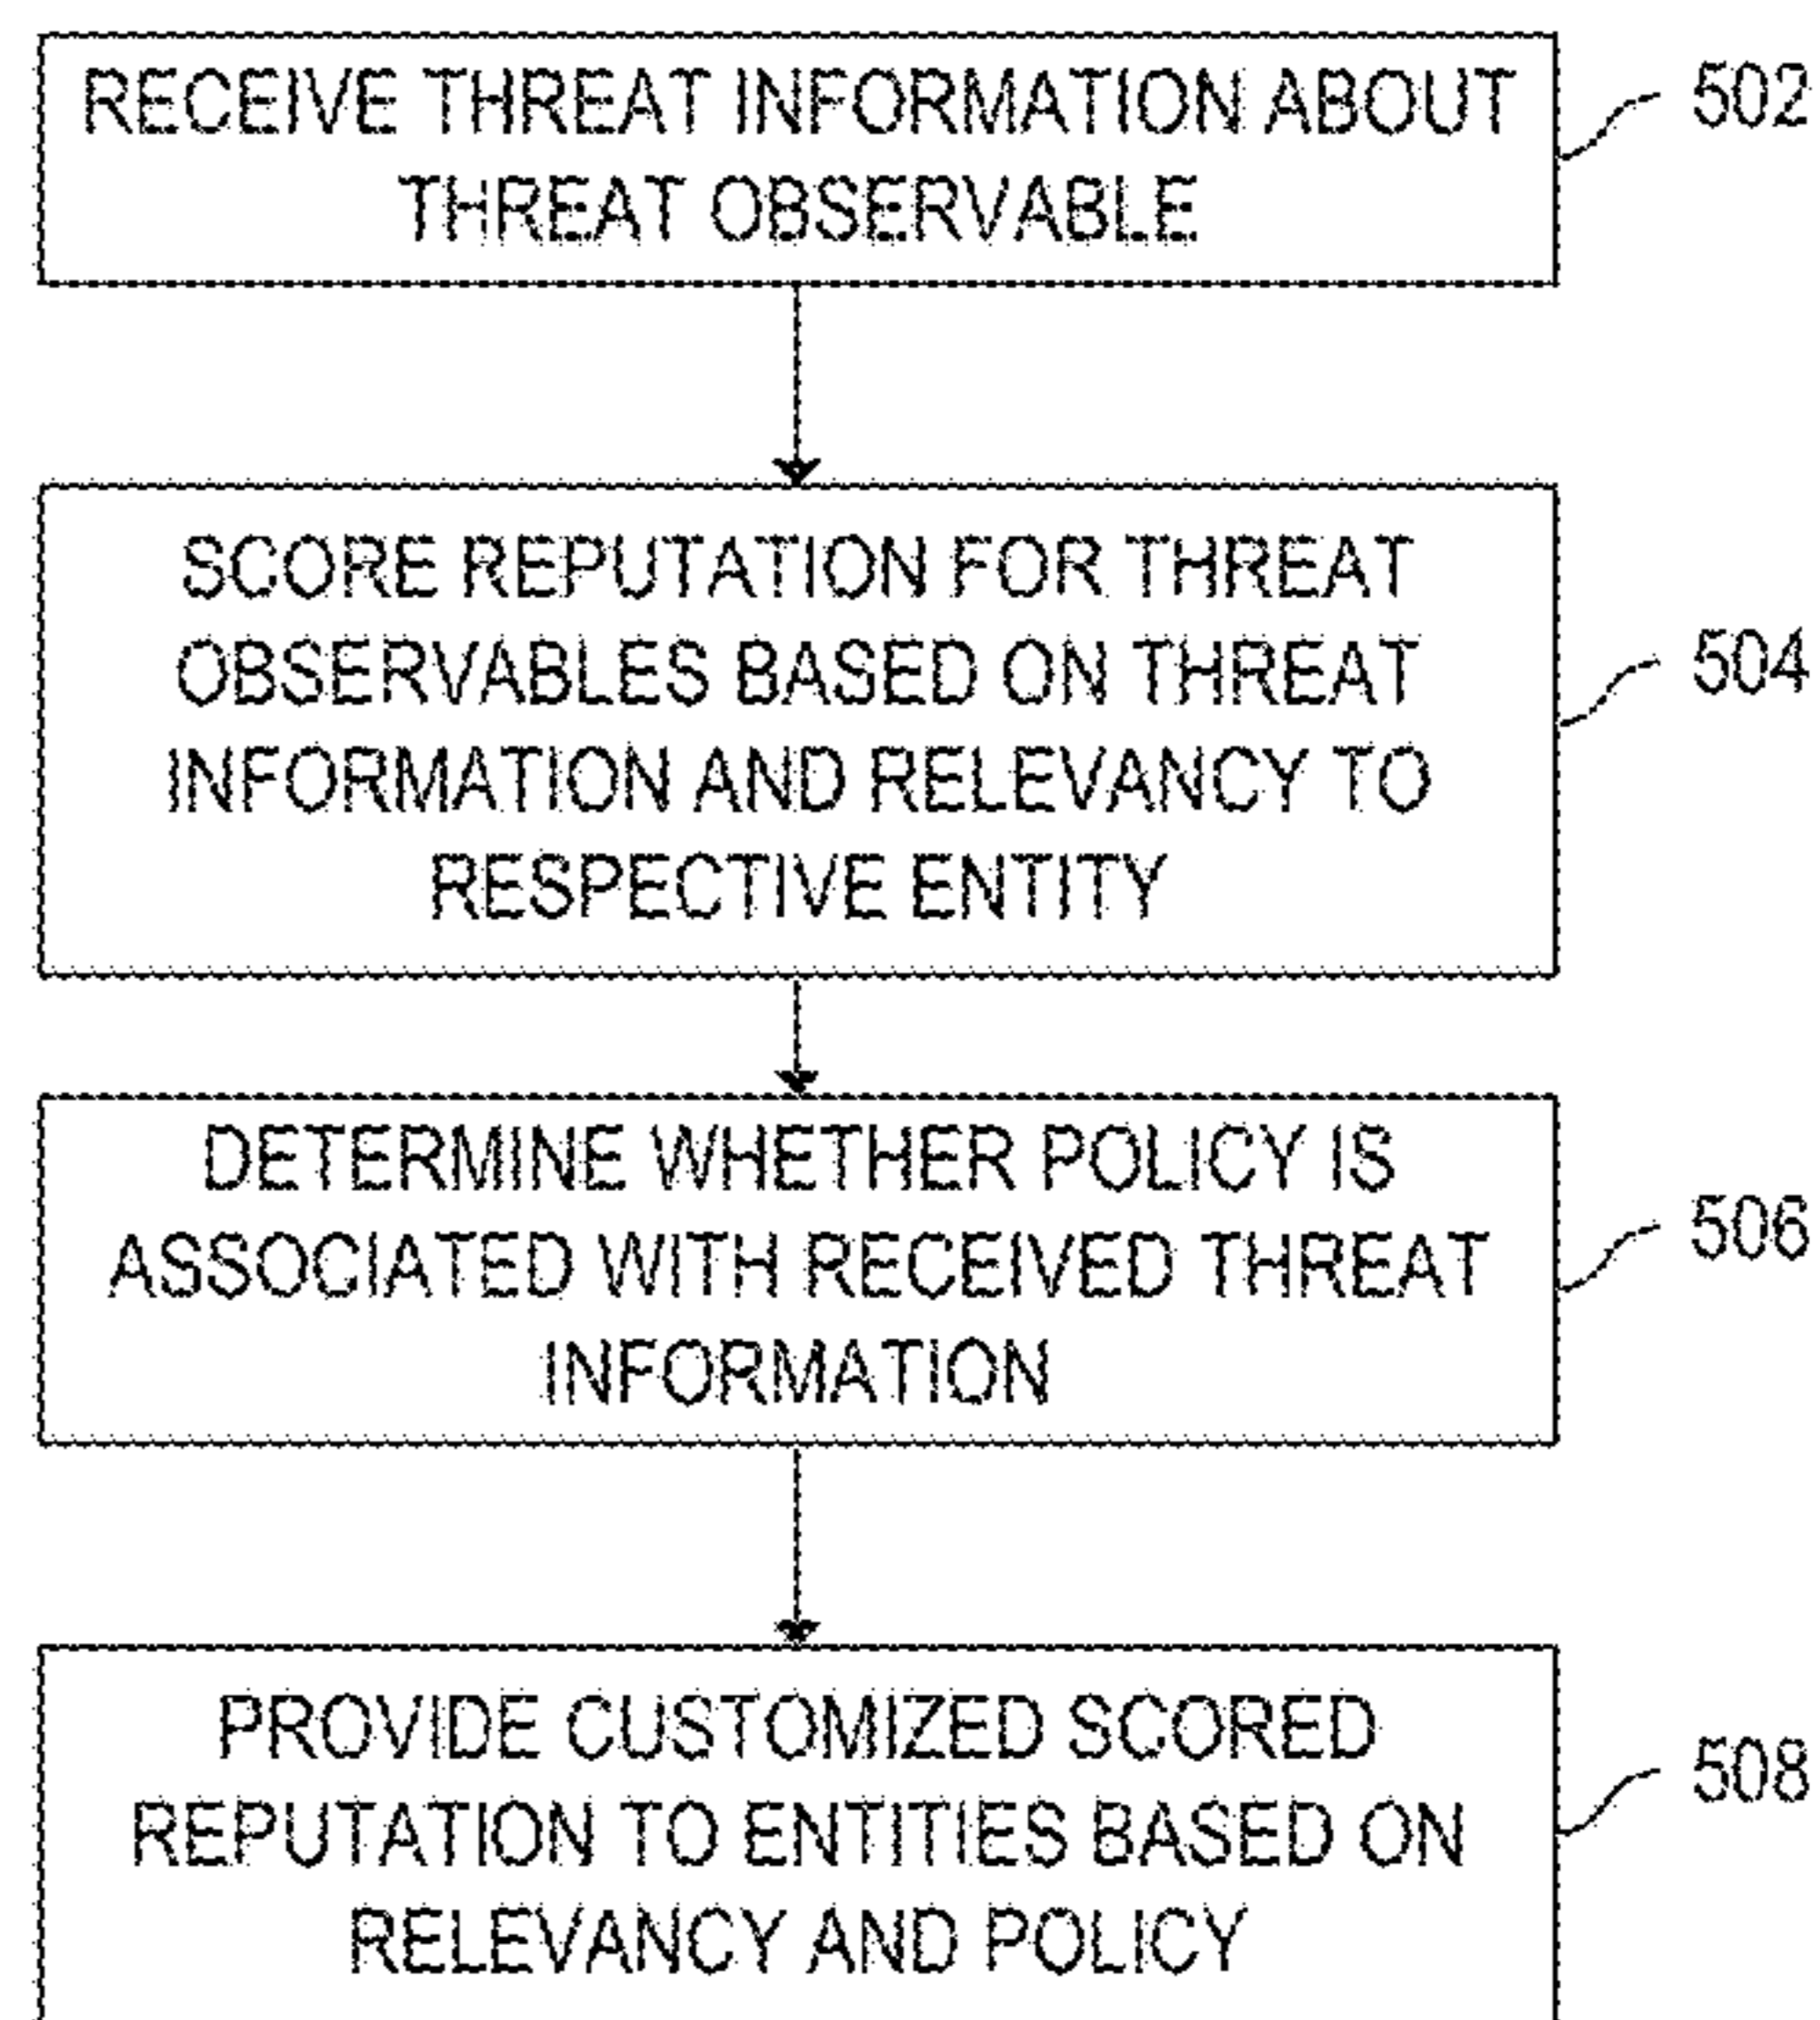 RECEIVE THREAT INFORMATION ABOUT
THREAT OBSERVABLE
502
SCORE REPUTATION FOR THREAT
OBSERVABLES BASED ON THREAT
INFORMATION AND RELEVANCY TO
RESPECTIVE ENTITY
504
DETERMINE WHETHER POLICY IS
ASSOCIATED WITH RECEIVED THREAT
INFORMATION
506
PROVIDE CUSTOMIZED SCORED
REPUTATION TO ENTITIES BASED ON
RELEVANCY AND POLICY
508